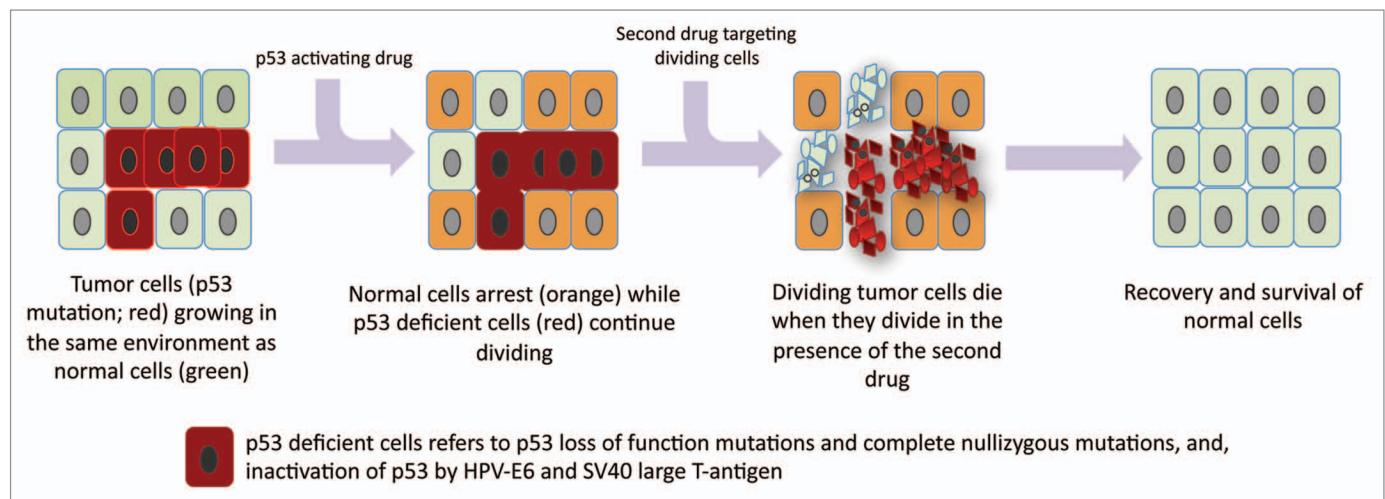 p53 activating drug
Second drug targeting
dividing cells
Tumor cells (p53
mutation; red) growing in
the same environment as
normal cells (green)
Normal cells arrest (orange) while
p53 deficient cells (red) continue
dividing
Dividing tumor cells die
when they divide in the
presence of the second
drug
Recovery and survival of
normal cells
p53 deficient cells refers to p53 loss of function mutations and complete nullizygous mutations, and,
inactivation of p53 by HPV-E6 and SV40 large T-antigen